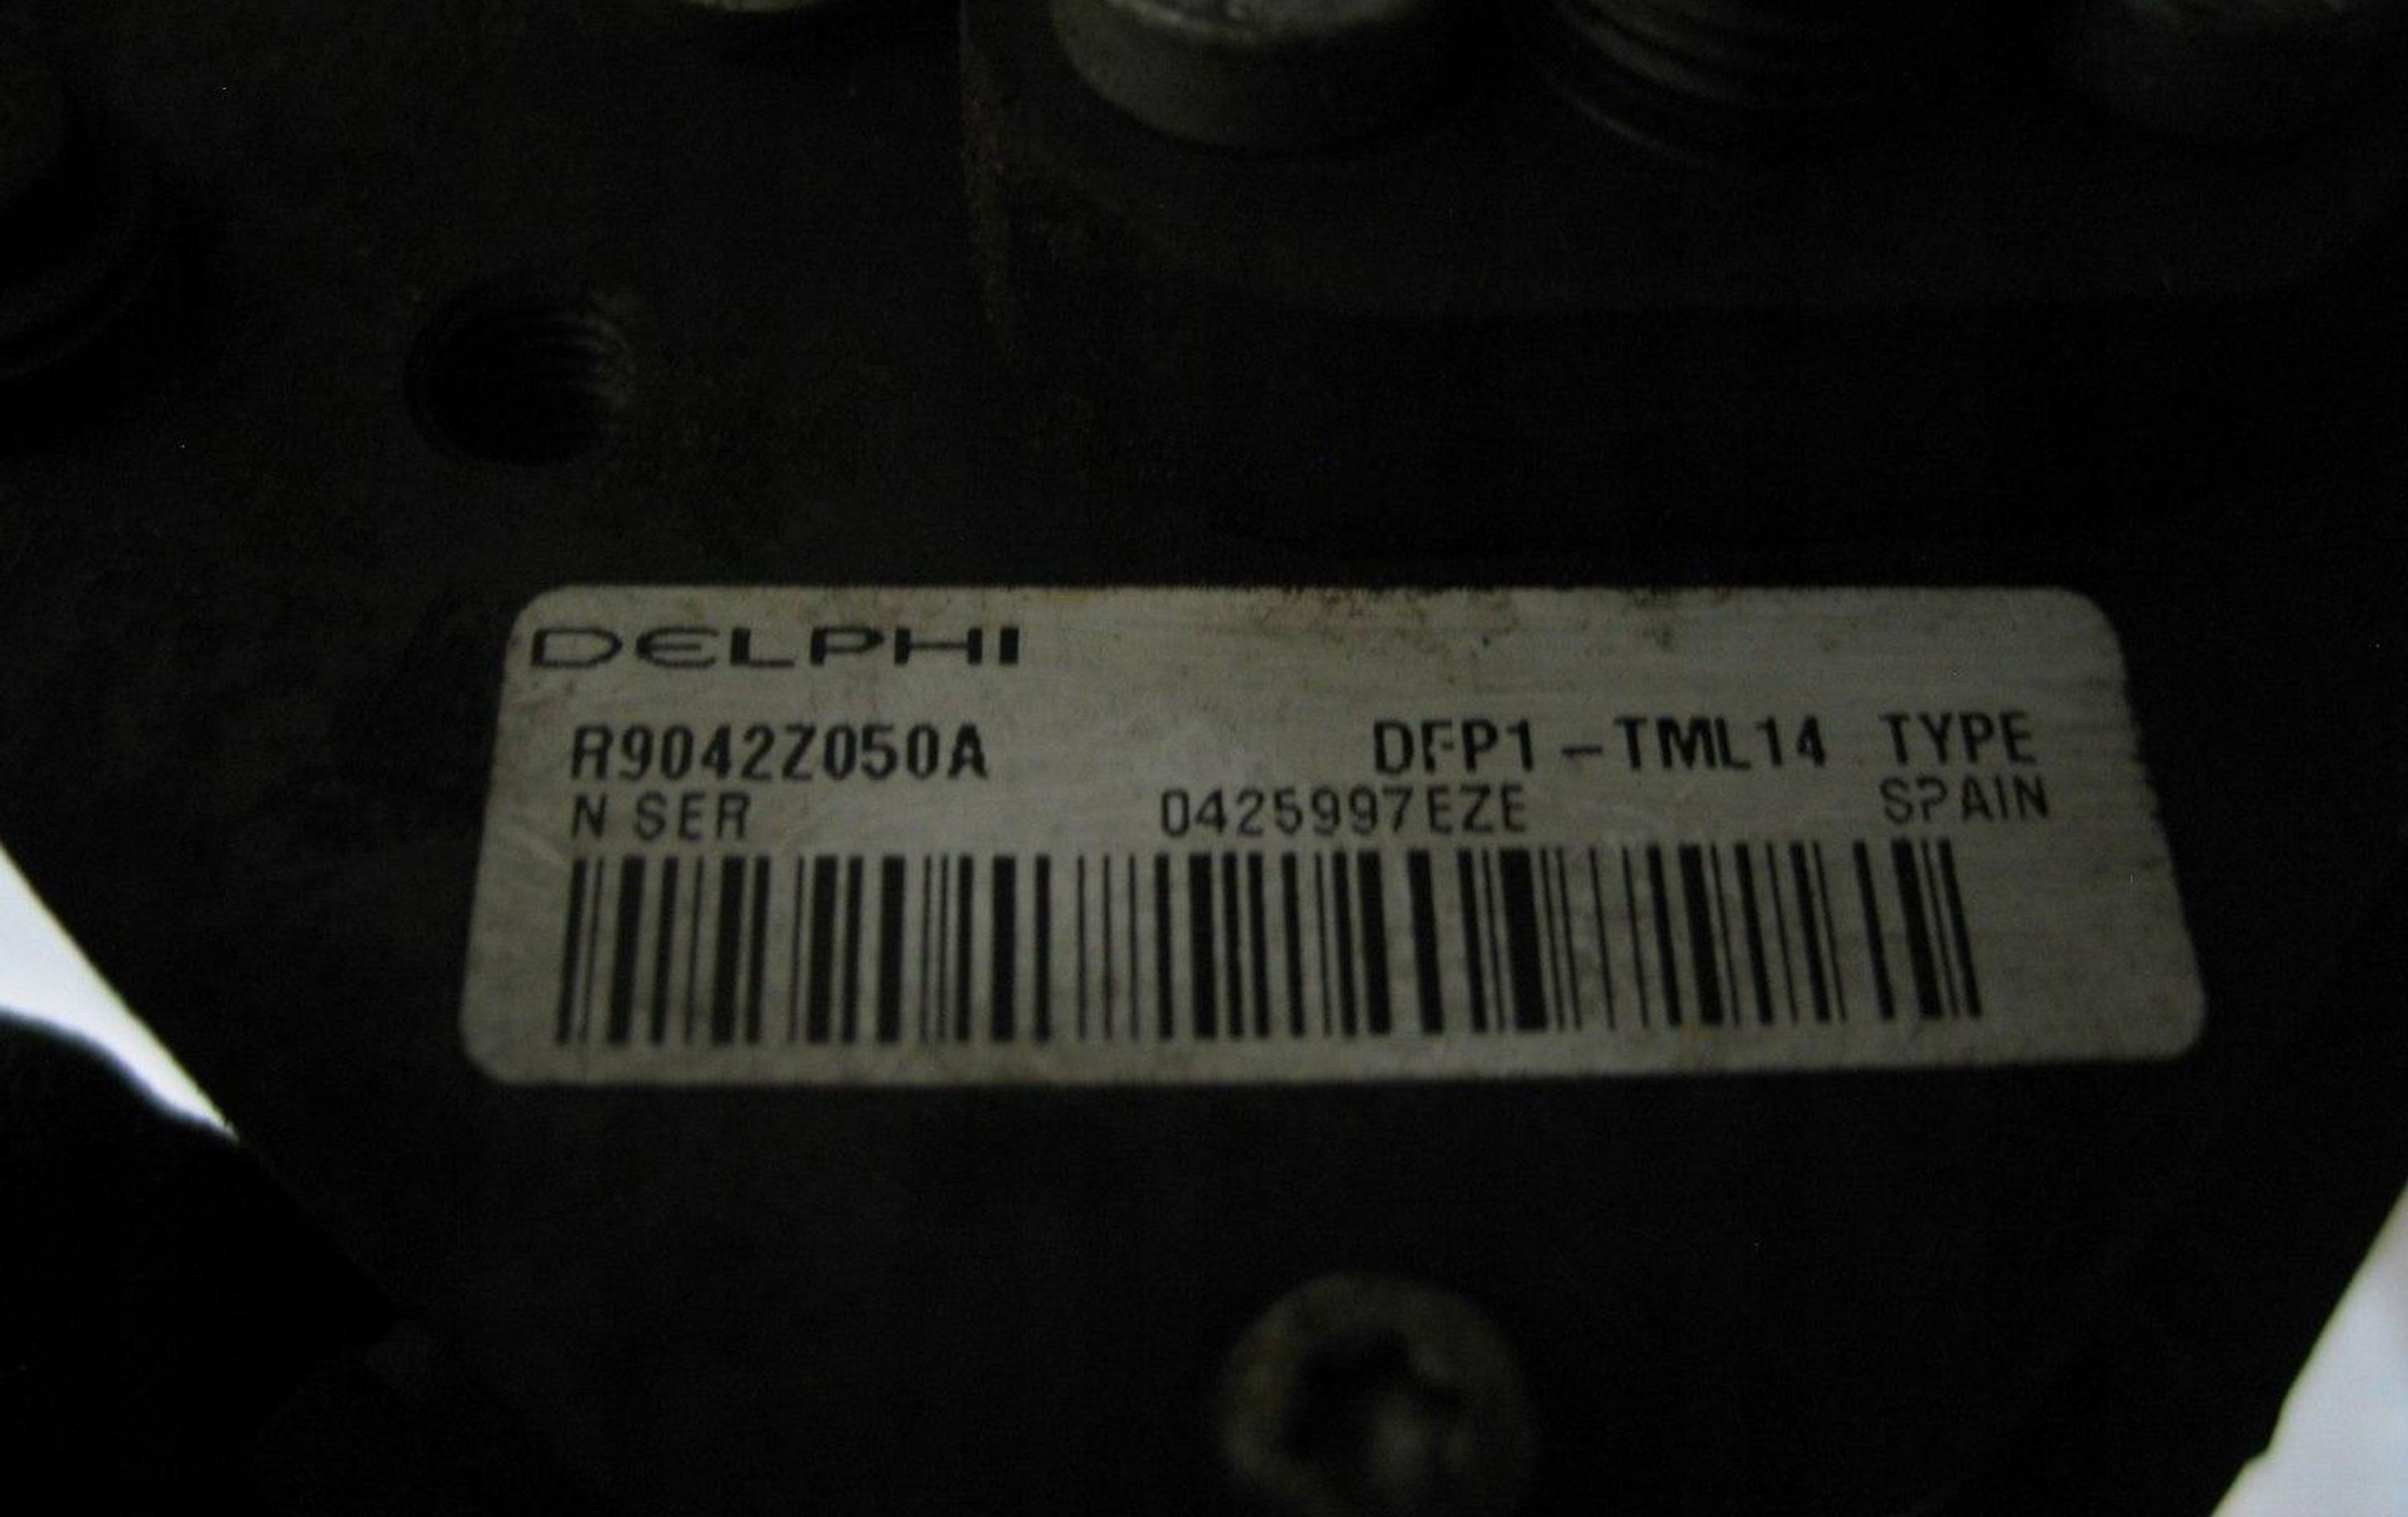 DELPHI
R9042Z050A DFP1-TML14 TYPE
N SER 0425997EZE SPAIN